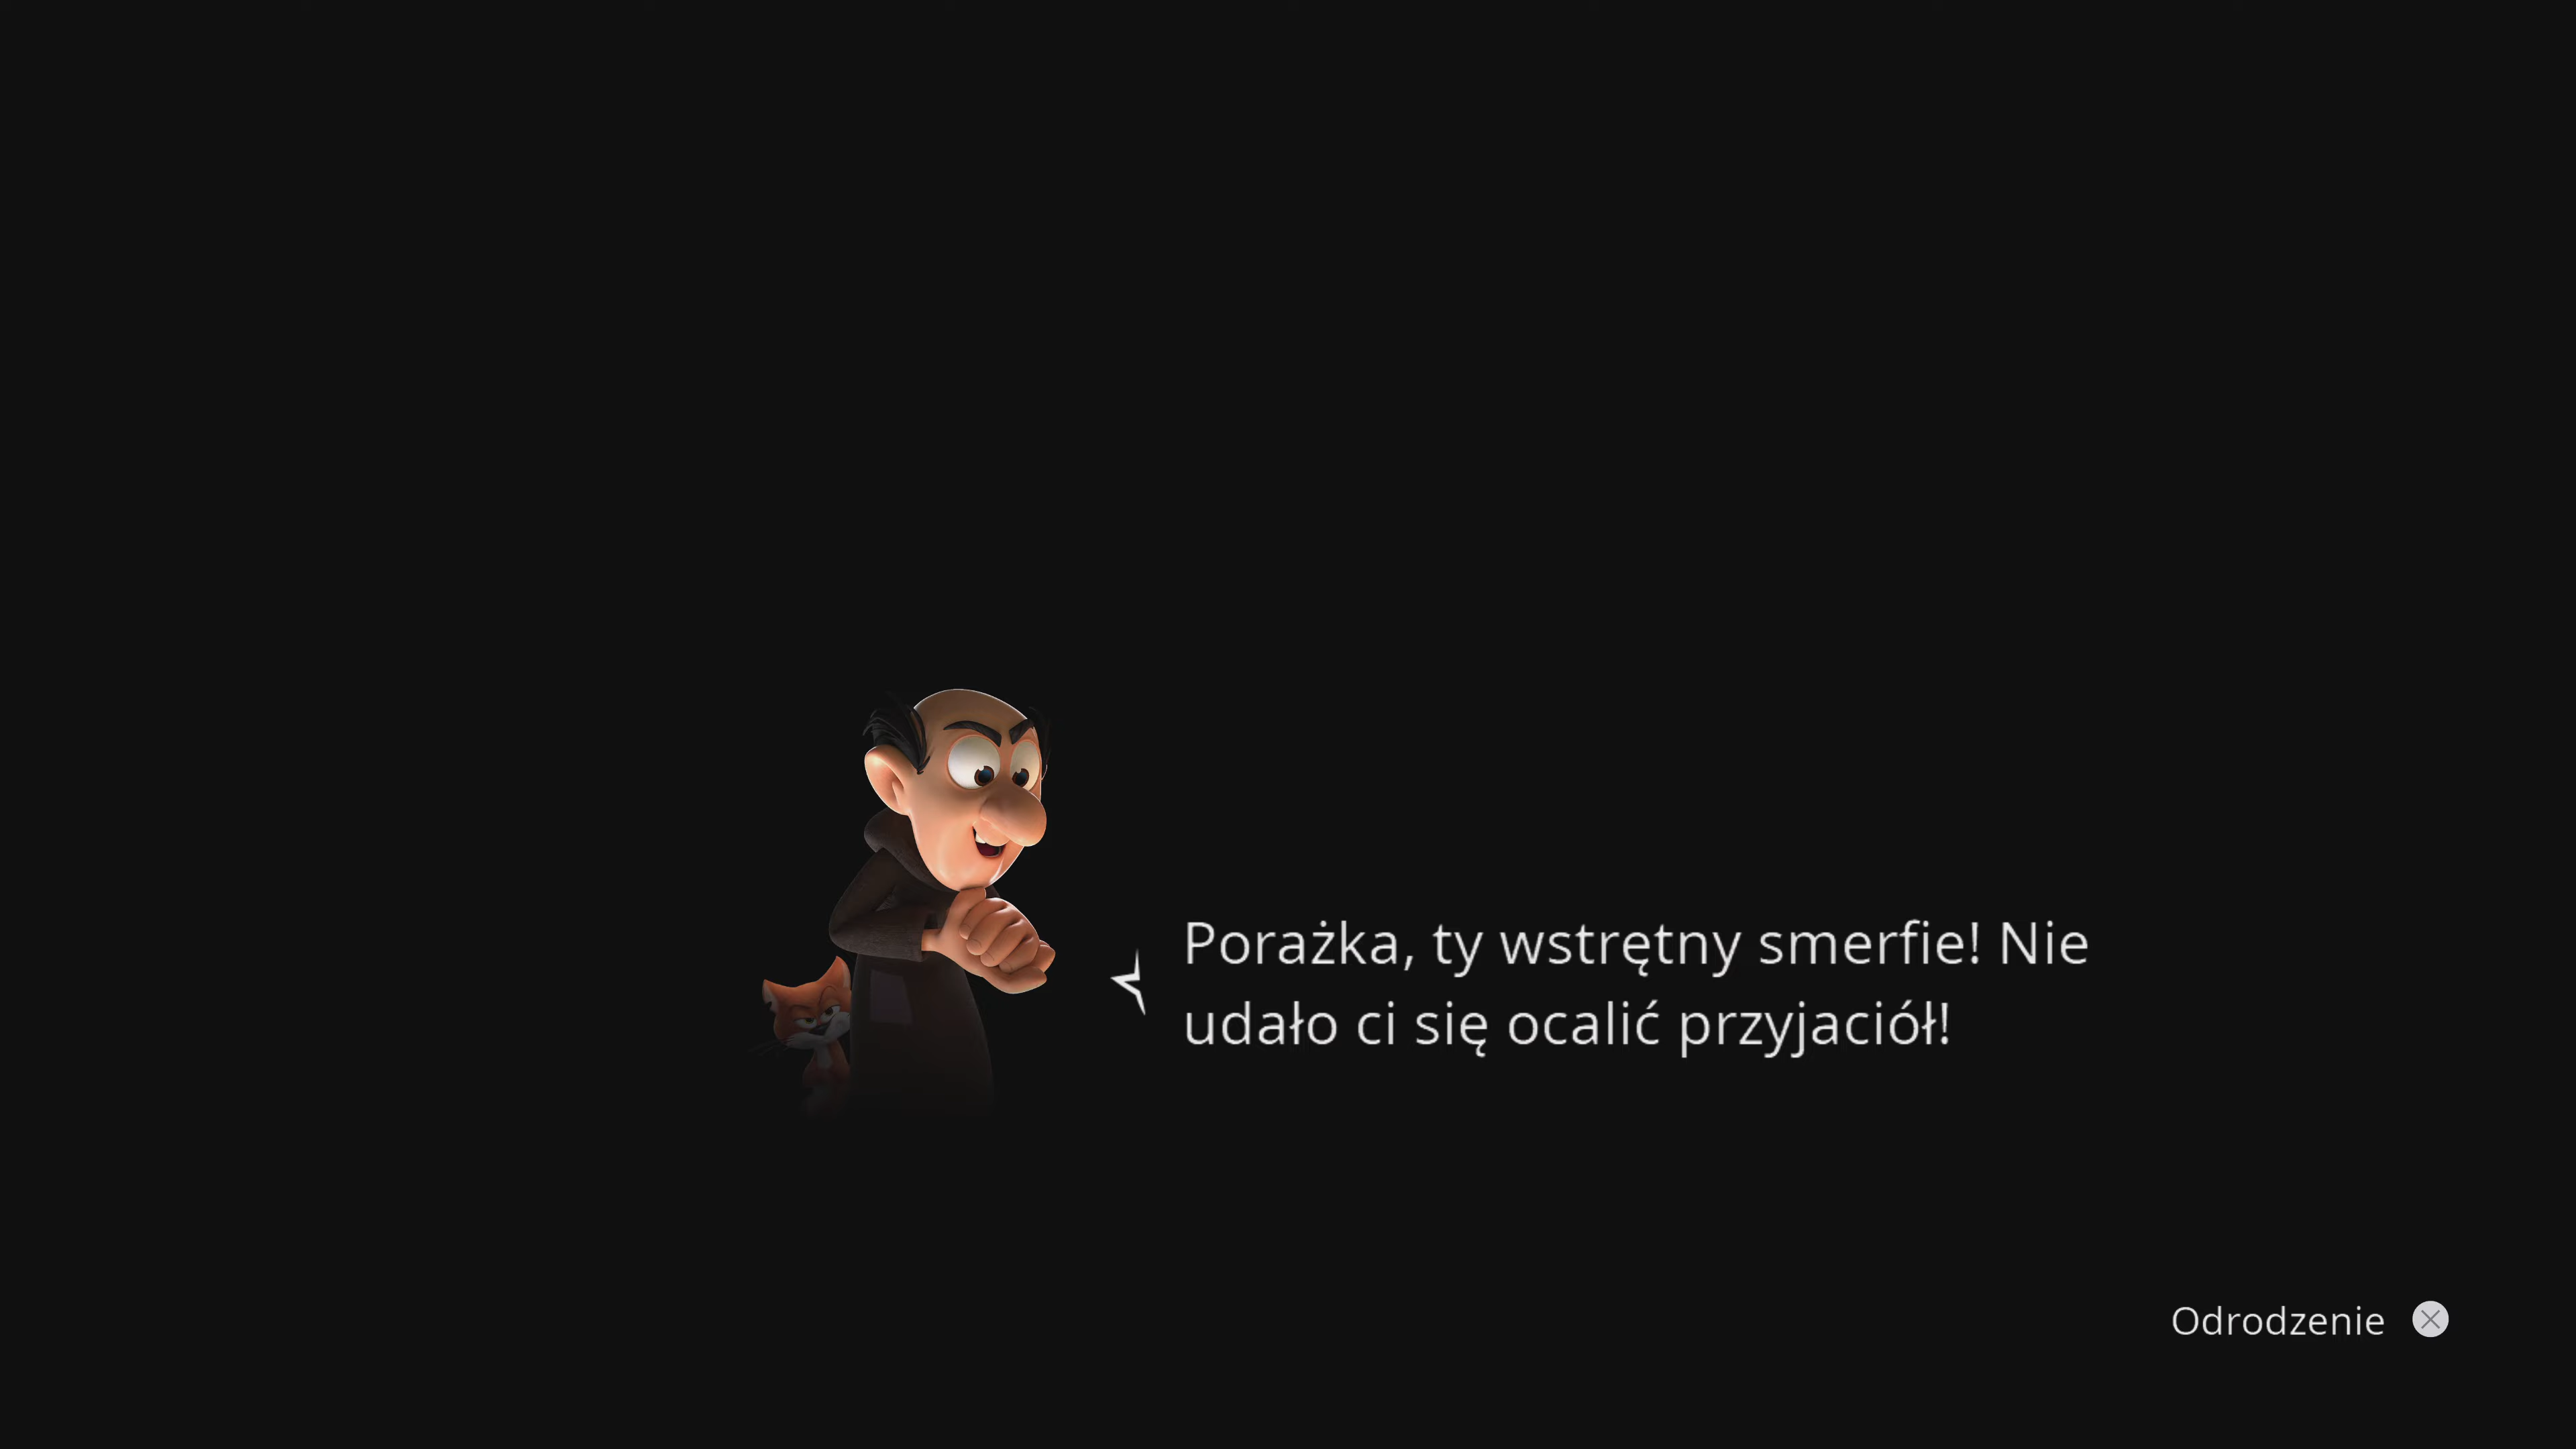 Porażka, ty wstrętny smerfie! Nie
udało ci się ocalić przyjaciół!
Odrodzenie